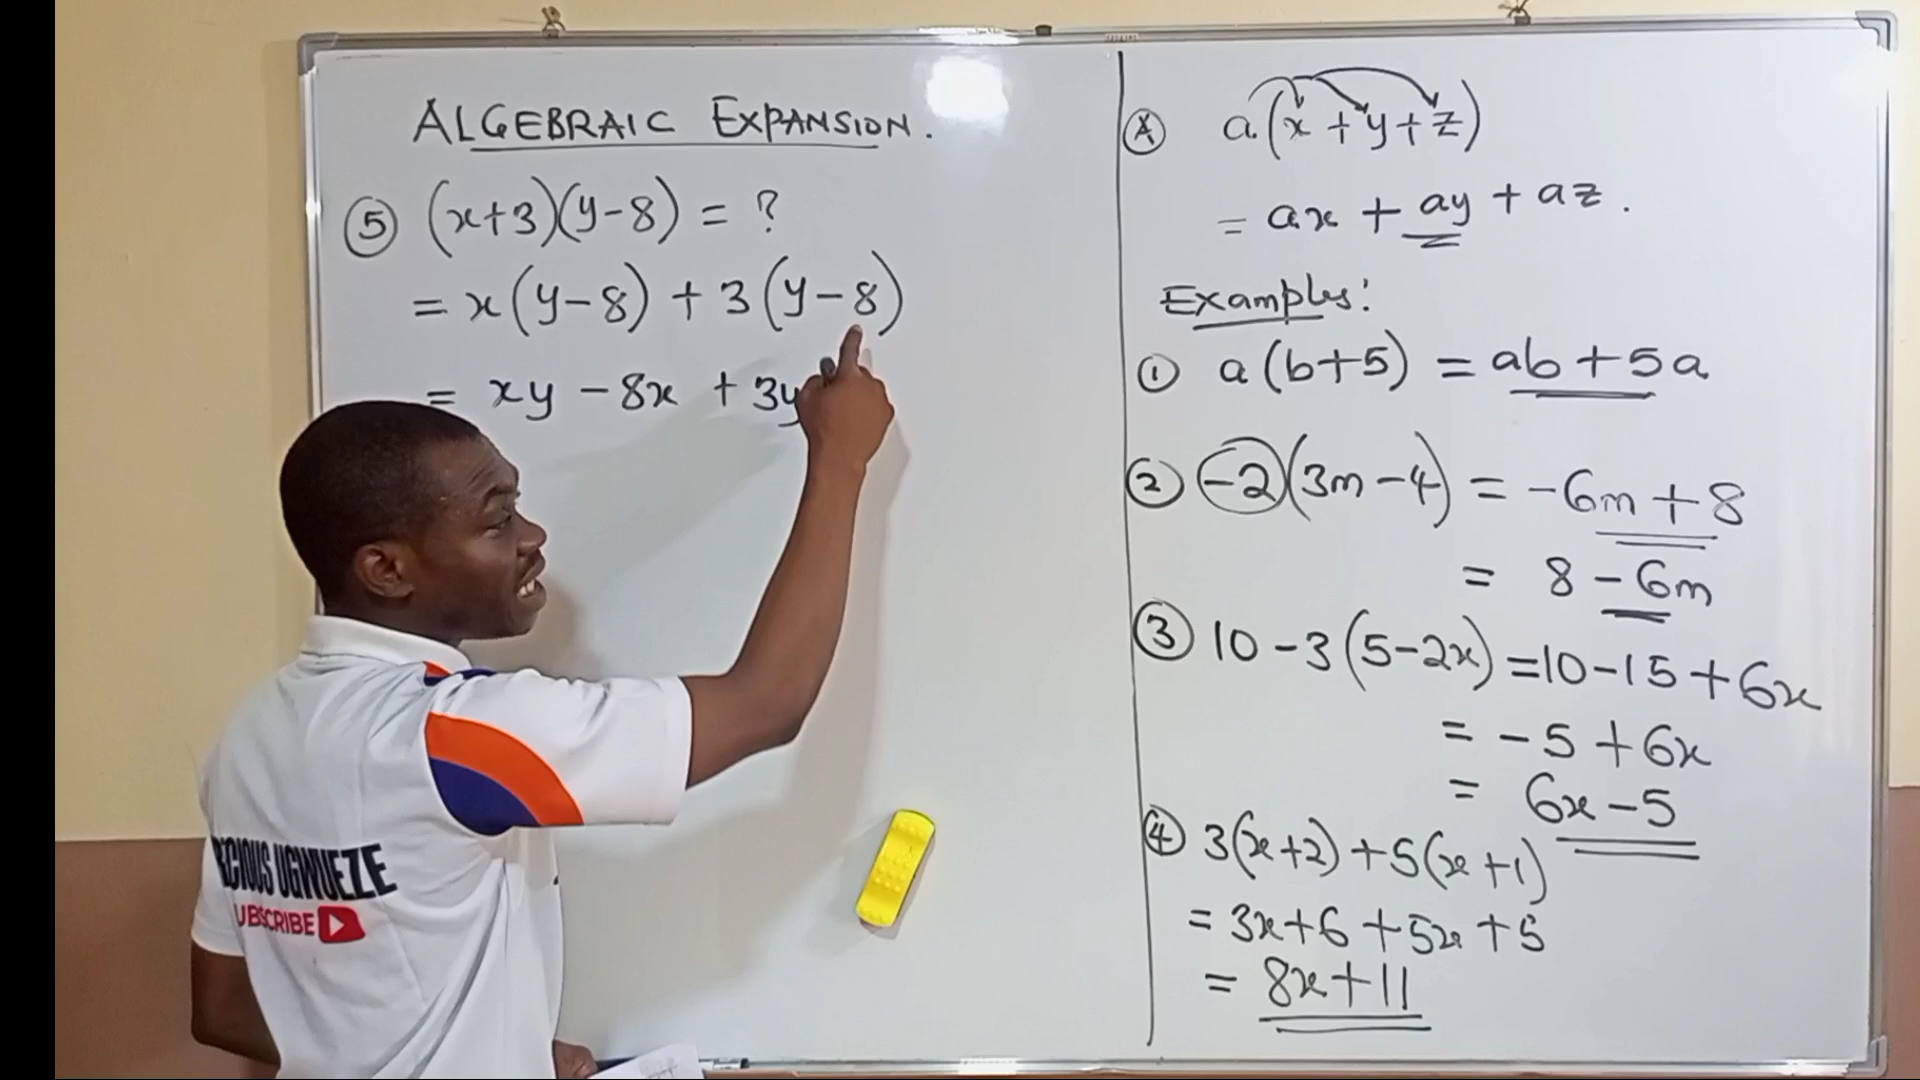 ALGEBRAIC EXPANSION.
⑤ (x+3)(y-8) = ?
= x(y-8) + 3(y-8)
= xy - 8x + 3y
Ⓐ a(x+y+z)
= ax + ay + az.
Examples:
① a(b+5) = ab + 5a
② -2(3m-4) = -6m + 8
= 8 - 6m
③ 10-3(5-2x) = 10-15+6x
= -5 + 6x
= 6x - 5
④ 3(x+2) + 5(x+1)
= 3x+6 + 5x + 5
= 8x+11
UGWUEZE